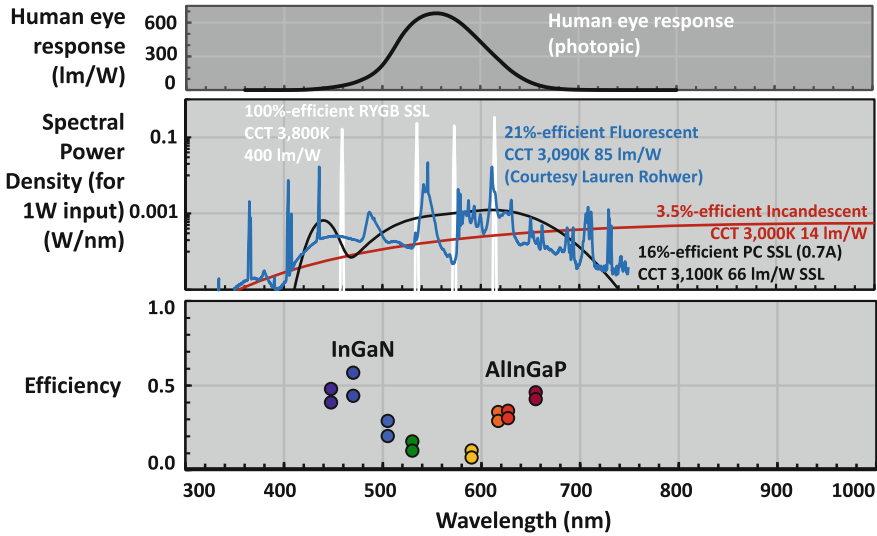 Human eye
response
(lm/W)
600
300
0
Human eye response
(photopic)
Spectral
Power
Density (for
1W input)
(W/nm)
0.1
0.001
100%-efficient RYGB SSL
CCT 3,800K
400 lm/W
21%-efficient Fluorescent
CCT 3,090K 85 lm/W
(Courtesy Lauren Rohwer)
3.5%-efficient Incandescent
CCT 3,000K 14 lm/W
16%-efficient PC SSL (0.7A)
CCT 3,100K 66 lm/W SSL
Efficiency
1.0
0.5
0.0
InGaN
AlInGaP
300 400 500 600 700 800 900 1000
Wavelength (nm)